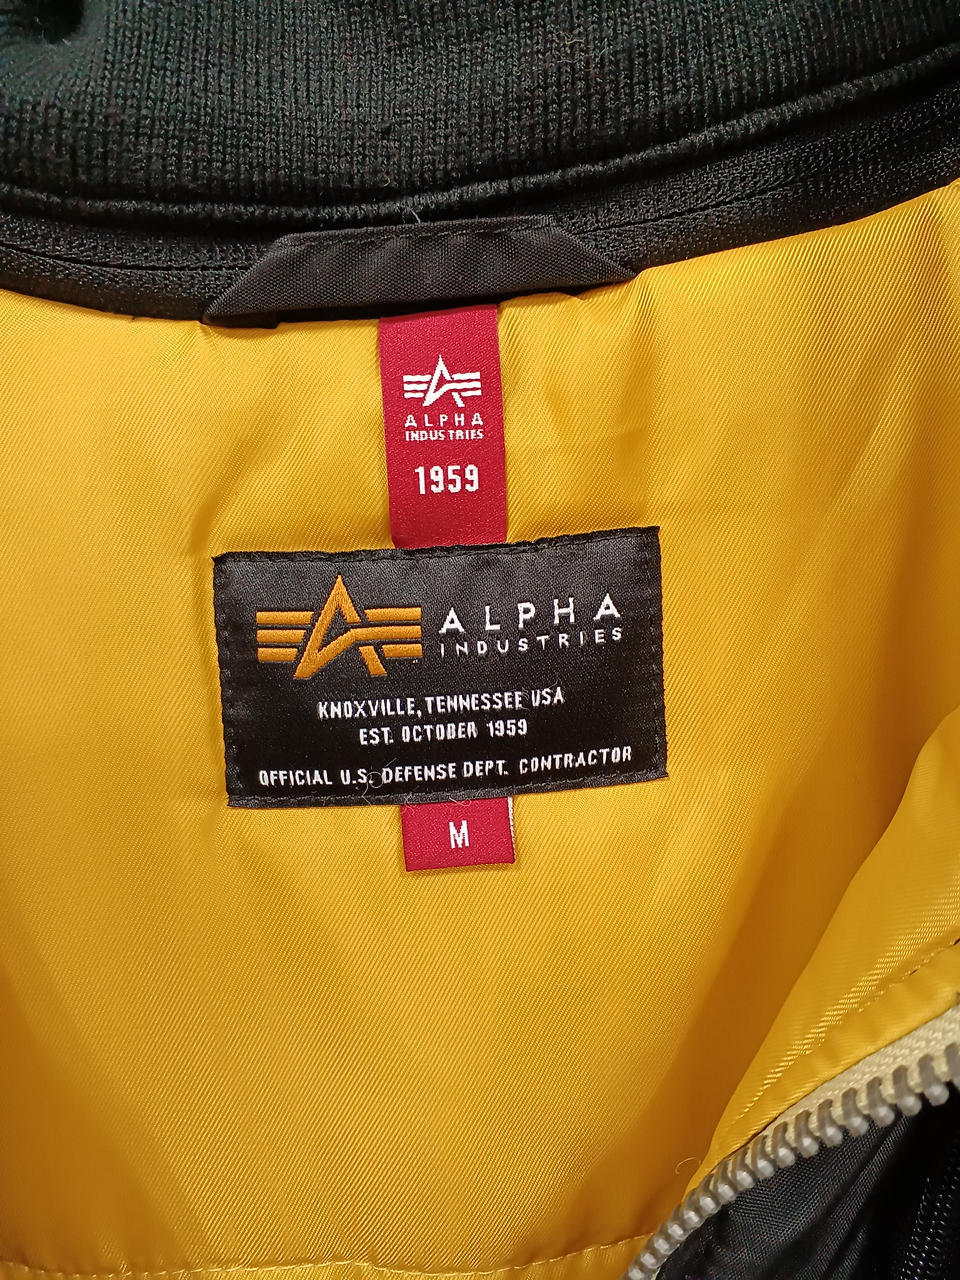 ALPHA
INDUSTRIES
1959
ALPHA
INDUSTRIES
KNOXVILLE, TENNESSEE USA
EST. OCTOBER 1959
OFFICIAL U.S. DEFENSE DEPT. CONTRACTOR
M